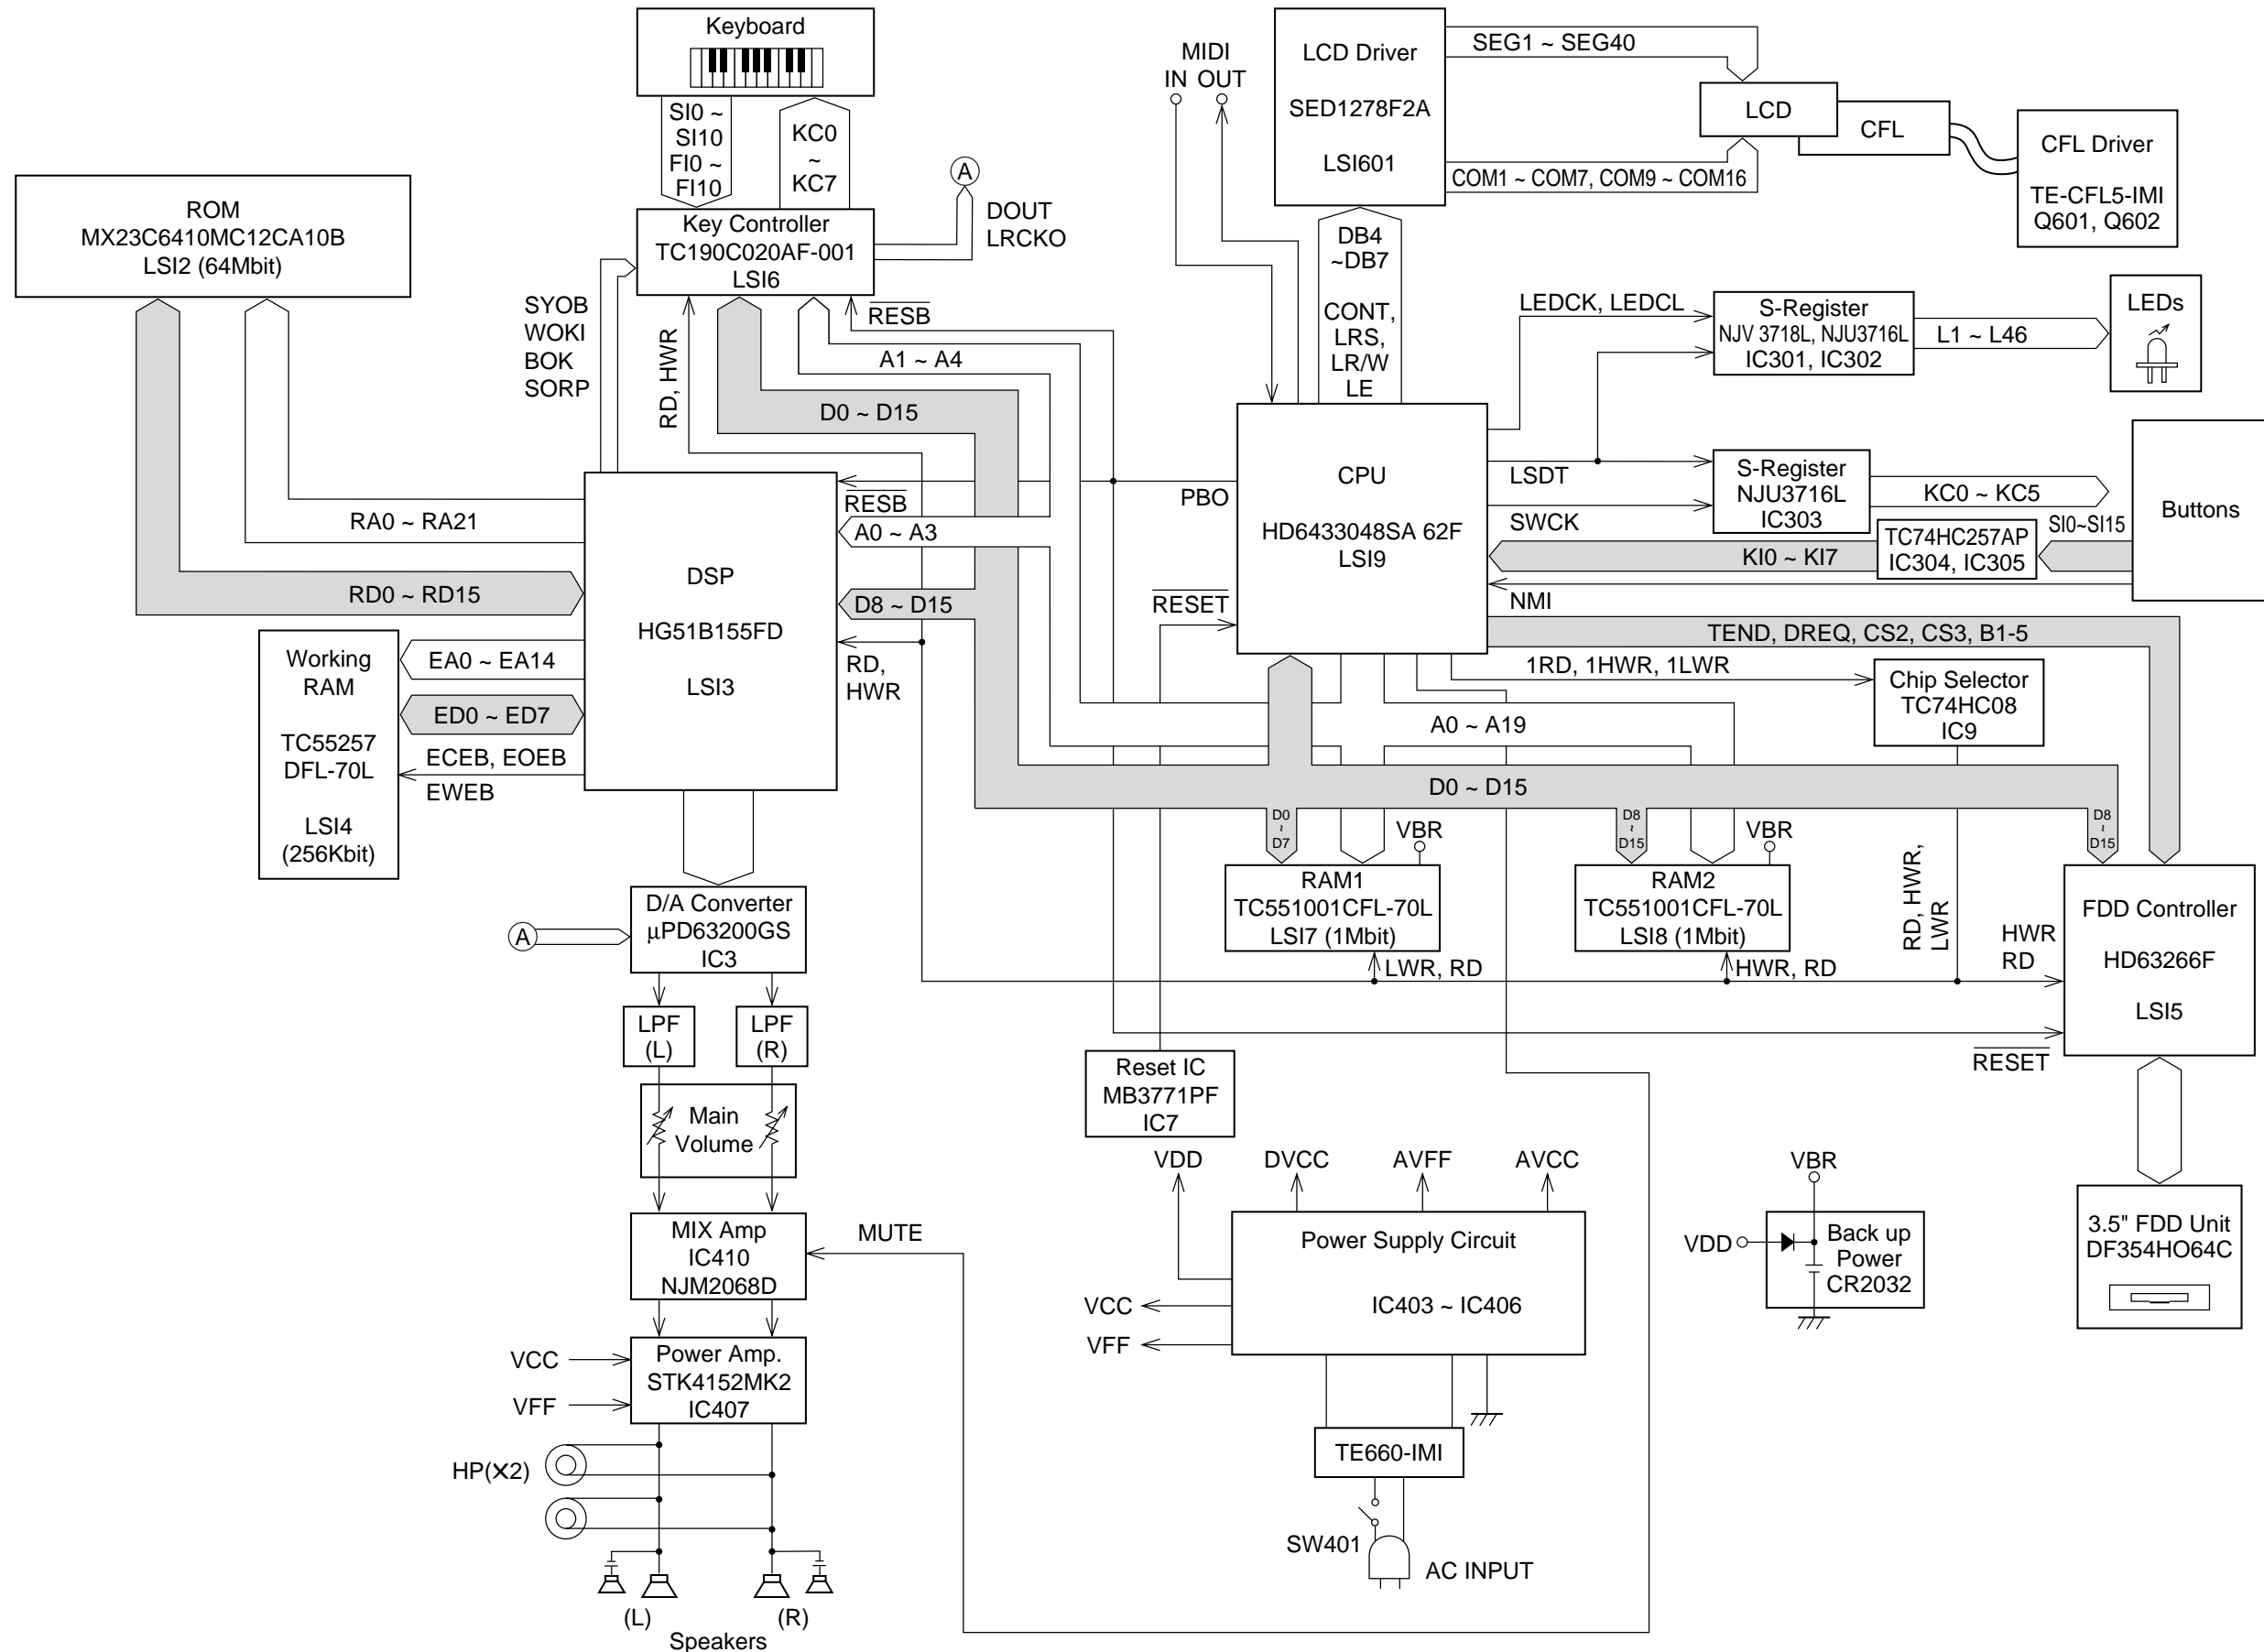 Keyboard
SI0 ~
SI10
FI0 ~
FI10
KC0
~
KC7
A
DOUT
LRCKO
Key Controller
TC190C020AF-001
LSI6
ROM
MX23C6410MC12CA10B
LSI2 (64Mbit)
SYOB
WOKI
BOK
SORP
RD, HWR
RESB
A1 ~ A4
D0 ~ D15
RA0 ~ RA21
RD0 ~ RD15
DSP
HG51B155FD
LSI3
RESB
A0 ~ A3
D8 ~ D15
RD,
HWR
Working
RAM
TC55257
DFL-70L
LSI4
(256Kbit)
EA0 ~ EA14
ED0 ~ ED7
ECEB, EOEB
EWEB
MIDI
IN OUT
LCD Driver
SED1278F2A
LSI601
SEG1 ~ SEG40
COM1 ~ COM7, COM9 ~ COM16
LCD
CFL
CFL Driver
TE-CFL5-IMI
Q601, Q602
DB4
~DB7
CONT,
LRS,
LR/W
LE
LEDCK, LEDCL
S-Register
NJV 3718L, NJU3716L
IC301, IC302
L1 ~ L46
LEDs
CPU
HD6433048SA 62F
LSI9
PBO
RESET
LSDT
SWCK
S-Register
NJU3716L
IC303
KC0 ~ KC5
TC74HC257AP
IC304, IC305
SI0~SI15
KI0 ~ KI7
NMI
Buttons
TEND, DREQ, CS2, CS3, B1-5
1RD, 1HWR, 1LWR
Chip Selector
TC74HC08
IC9
A0 ~ A19
D0 ~ D15
D0
~
D7
VBR
D8
~
D15
VBR
D8
~
D15
RAM1
TC551001CFL-70L
LSI7 (1Mbit)
RAM2
TC551001CFL-70L
LSI8 (1Mbit)
RD, HWR,
LWR
LWR, RD
HWR, RD
HWR
RD
FDD Controller
HD63266F
LSI5
RESET
D/A Converter
µPD63200GS
IC3
A
LPF
(L)
LPF
(R)
Main
Volume
MIX Amp
IC410
NJM2068D
MUTE
Power Amp.
STK4152MK2
IC407
VCC
VFF
HP(X2)
(L)
(R)
Speakers
Reset IC
MB3771PF
IC7
VDD
DVCC
AVFF
AVCC
Power Supply Circuit
IC403 ~ IC406
VCC
VFF
TE660-IMI
SW401
AC INPUT
VBR
VDD
Back up
Power
CR2032
3.5" FDD Unit
DF354HO64C